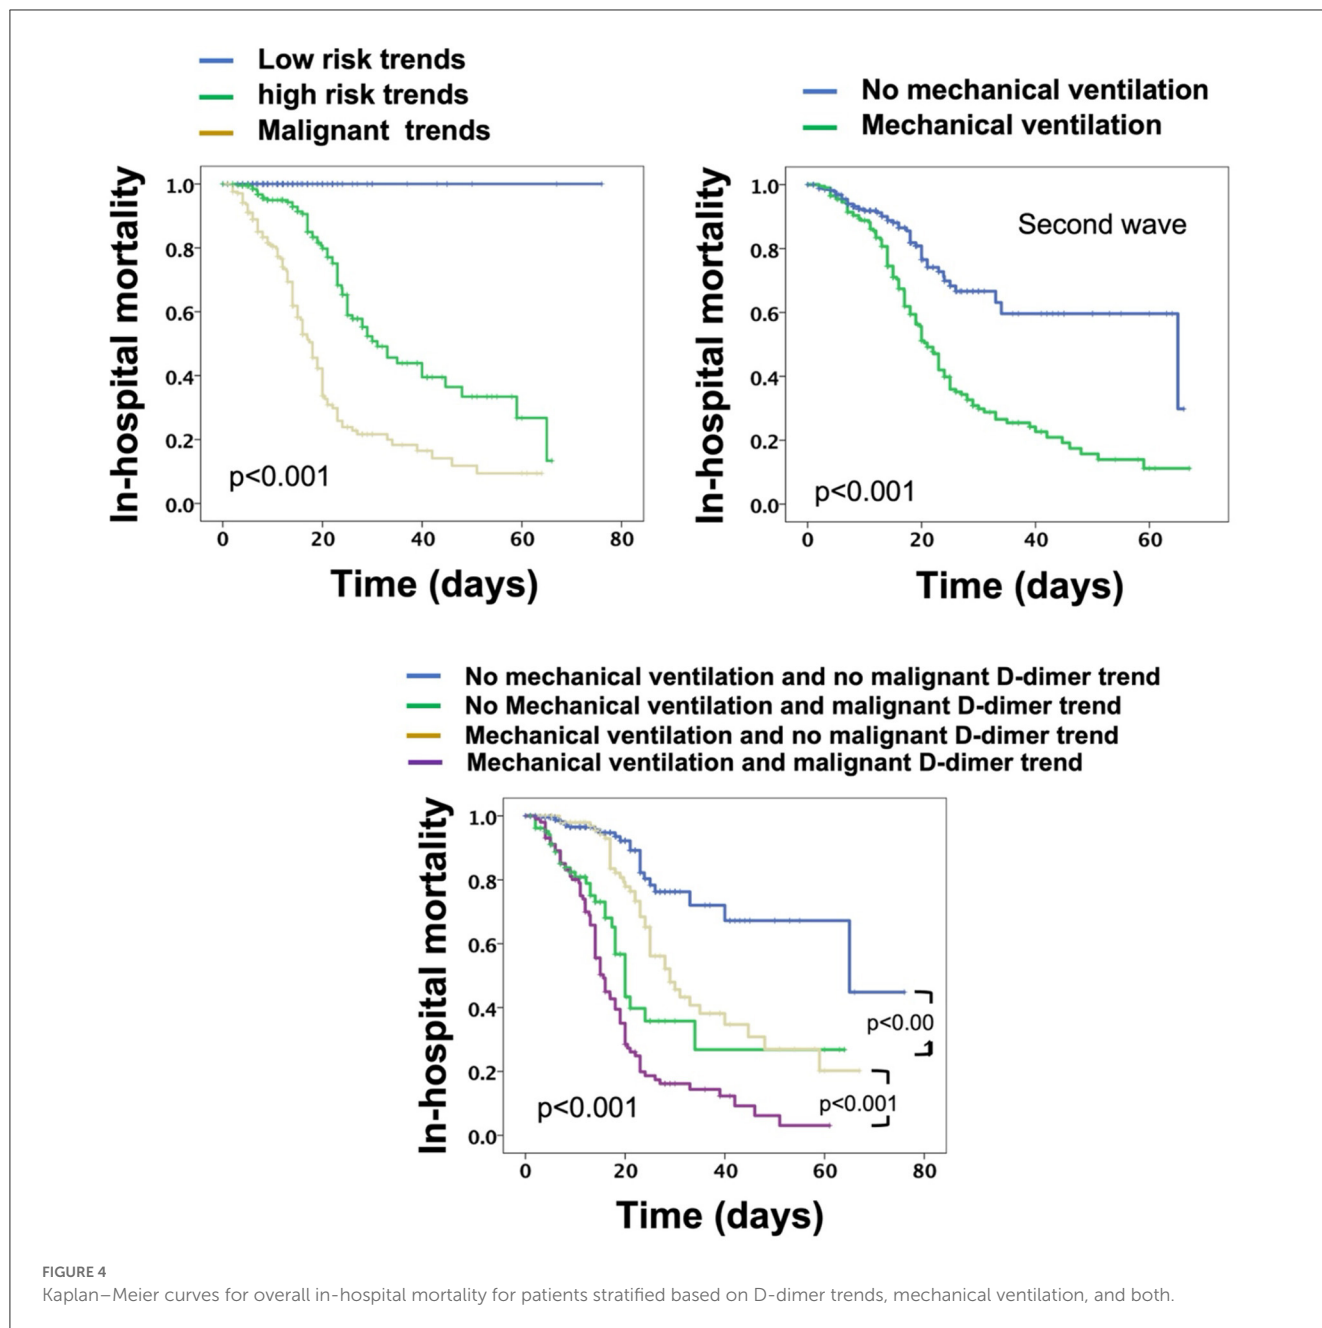 Low risk trends
high risk trends
Malignant trends
No mechanical ventilation
Mechanical ventilation
In-hospital mortality
1.0
0.8
0.6
0.4
0.2
0.0
p<0.001
0 20 40 60 80
Time (days)
In-hospital mortality
1.0
0.8
0.6
0.4
0.2
0.0
Second wave
p<0.001
0 20 40 60
Time (days)
No mechanical ventilation and no malignant D-dimer trend
No Mechanical ventilation and malignant D-dimer trend
Mechanical ventilation and no malignant D-dimer trend
Mechanical ventilation and malignant D-dimer trend
In-hospital mortality
1.0
0.8
0.6
0.4
0.2
0.0
p<0.00
1
p<0.001
p<0.001
0 20 40 60 80
Time (days)
FIGURE 4
Kaplan–Meier curves for overall in-hospital mortality for patients stratified based on D-dimer trends, mechanical ventilation, and both.